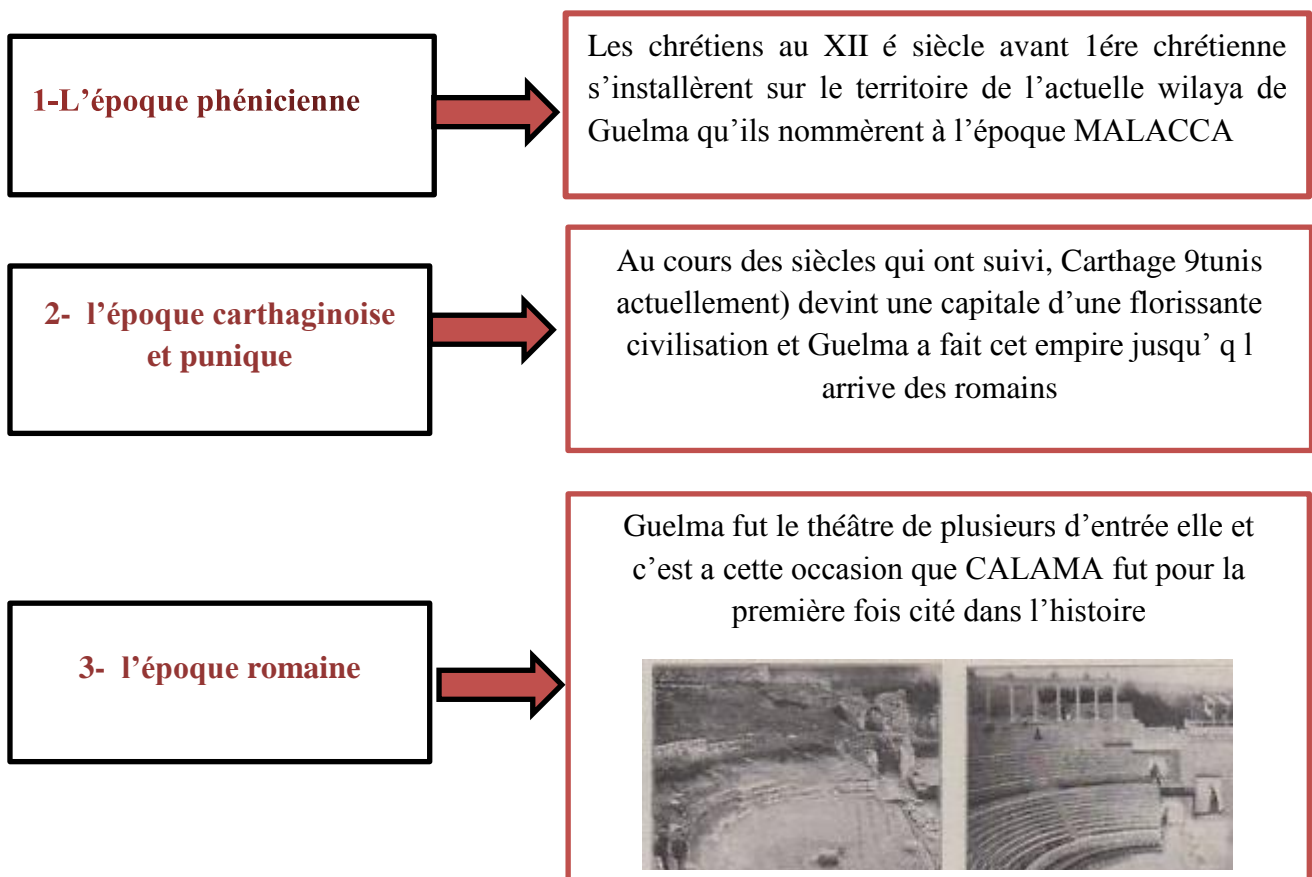 1-L'époque phénicienne
Les chrétiens au XII é siècle avant 1ére chrétienne
s'installèrent sur le territoire de l'actuelle wilaya de
Guelma qu'ils nommèrent à l'époque MALACCA
2- l'époque carthaginoise
et punique
Au cours des siècles qui ont suivi, Carthage 9tunis
actuellement) devint une capitale d'une florissante
civilisation et Guelma a fait cet empire jusqu' q l
arrive des romains
3- l'époque romaine
Guelma fut le théâtre de plusieurs d'entrée elle et
c'est a cette occasion que CALAMA fut pour la
première fois cité dans l'histoire